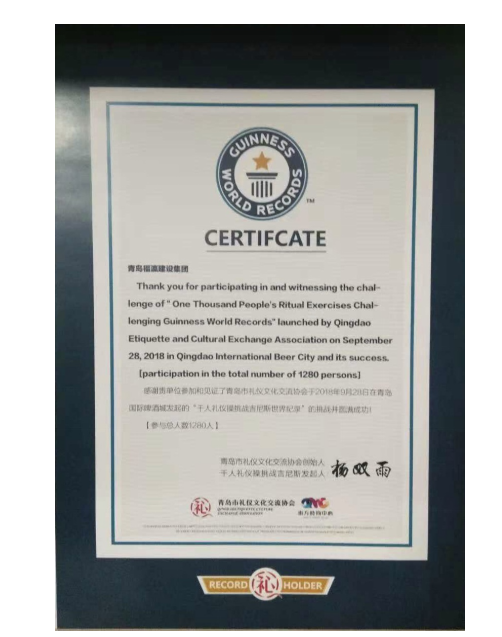 GUINNESS
WORLD RECORDS
TM
CERTIFCATE
青岛福瀛建设集团
Thank you for participating in and witnessing the chal-
lenge of " One Thousand People's Ritual Exercises Chal-
lenging Guinness World Records" launched by Qingdao
Etiquette and Cultural Exchange Association on September
28, 2018 in Qingdao International Beer City and its success.
[participation in the total number of 1280 persons]
感谢贵单位参加和见证了青岛市礼仪文化交流协会于2018年9月28日在青岛
国际啤酒城发起的“千人礼仪操挑战吉尼斯世界纪录”的挑战并圆满成功!
【参与总人数1280人】
青岛市礼仪文化交流协会创始人
千人礼仪操挑战吉尼斯发起人 杨双雨
礼 青岛市礼仪文化交流协会
RECORD 礼 HOLDER